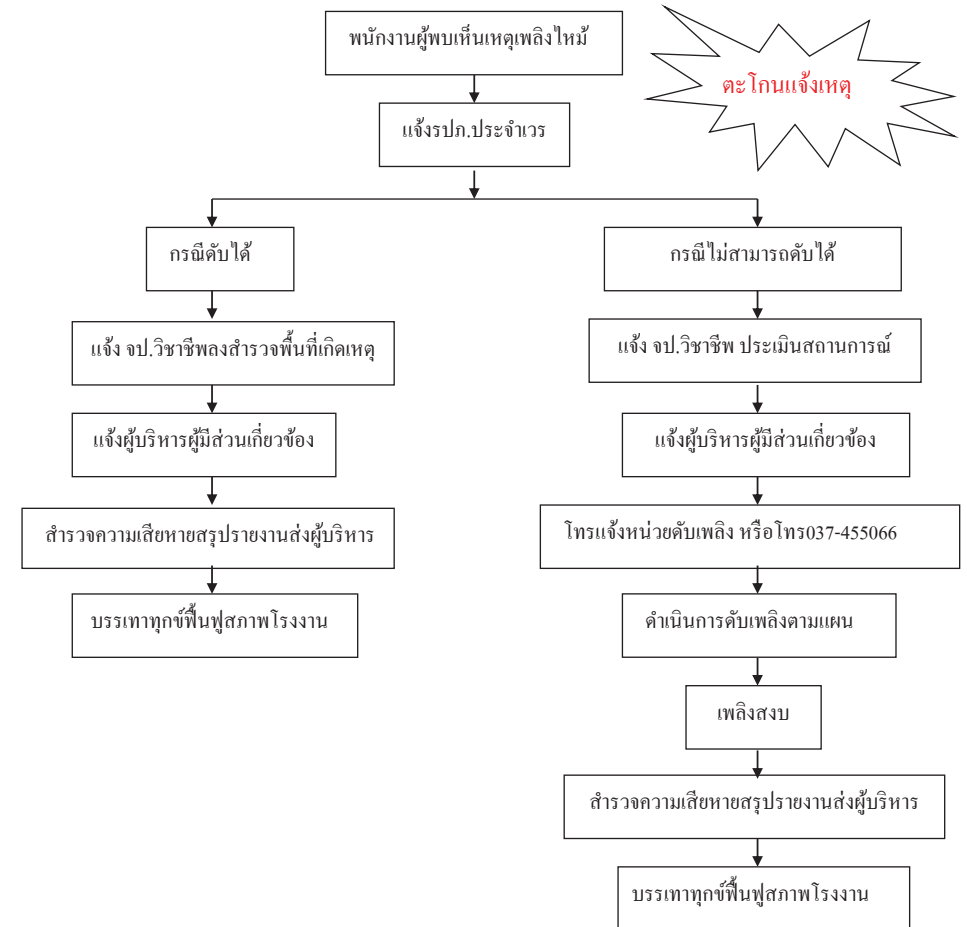 พนักงานผู้พบเห็นเหตุเพลิงไหม้
ตะโกนแจ้งเหตุ
แจ้งรปภ.ประจำเวร
กรณีดับได้
กรณีไม่สามารถดับได้
แจ้ง จป.วิชาชีพลงสำรวจพื้นที่เกิดเหตุ
แจ้ง จป.วิชาชีพ ประเมินสถานการณ์
แจ้งผู้บริหารผู้มีส่วนเกี่ยวข้อง
แจ้งผู้บริหารผู้มีส่วนเกี่ยวข้อง
สำรวจความเสียหายสรุปรายงานส่งผู้บริหาร
โทรแจ้งหน่วยดับเพลิง หรือโทร037-455066
บรรเทาทุกข์ฟื้นฟูสภาพโรงงาน
ดำเนินการดับเพลิงตามแผน
เพลิงสงบ
สำรวจความเสียหายสรุปรายงานส่งผู้บริหาร
บรรเทาทุกข์ฟื้นฟูสภาพโรงงาน